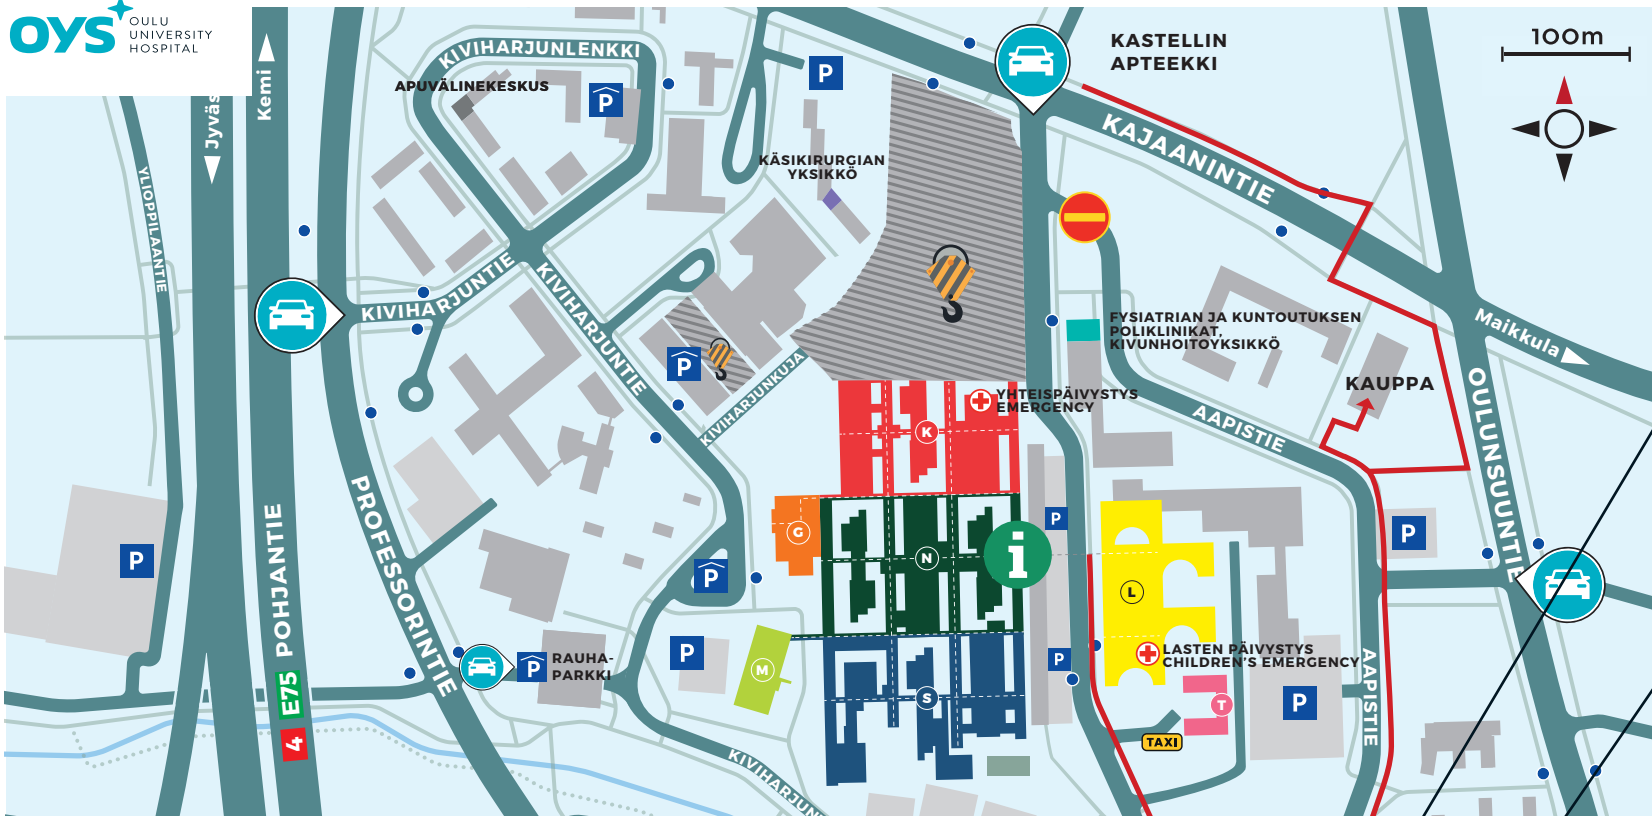 OYS
OULU
UNIVERSITY
HOSPITAL
Jyväs
Kemi
KIVIHARJUNLENKKI
APUVÄLINEKESKUS
P
P
KASTELLIN
APTEEKKI
100m
KAJAANINTIE
KÄSIKIRURGIAN
YKSIKKÖ
YLIOPPILAANTIE
KIVIHARJUNTIE
KIVIHARJUNTIE
FYSIATRIAN JA KUNTOUTUKSEN
POLIKLINIKAT,
KIVUNHOITOYKSIKKÖ
Maikkula
P
KIVIHARJUNKUJA
KAUPPA
YHTEISPÄIVYSTYS
EMERGENCY
K
AAPISTIE
OULUNSUUNTIE
PROFESSORINTIE
POHJANTIE
E75
4
P
G
N
i
P
P
L
P
P
M
S
P
RAUHA-
PARKKI
P
LASTEN PÄIVYSTYS
CHILDREN'S EMERGENCY
T
P
AAPISTIE
TAXI
KIVIHARJUN